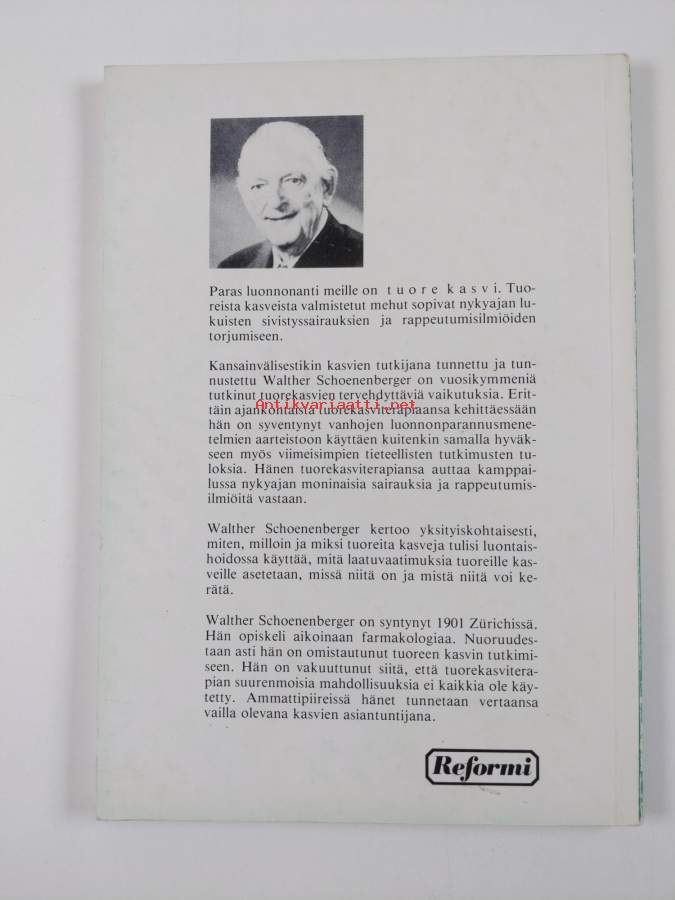 Paras luonnonanti meille on tuore kasvi. Tuo-
reista kasveista valmistetut mehut sopivat nykyajan lu-
kuisten sivistyssairauksien ja rappeutumisilmiöiden
torjumiseen.
Kansainvälisestikin kasvien tutkijana tunnettu ja tun-
nustettu Walther Schoenenberger on vuosikymmeniä
tutkinut tuorekasvien tervehdyttäviä vaikutuksia. Erit-
Antikvariaatti.net
täin ajankohtaista tuorekasviterapiaansa kehittäessään
hän on syventynyt vanhojen luonnonparannusmene-
telmien aarteistoon käyttäen kuitenkin samalla hyväk-
seen myös viimeisimpien tieteellisten tutkimusten tu-
loksia. Hänen tuorekasviterapiansa auttaa kamppai-
lussa nykyajan moninaisia sairauksia ja rappeutumis-
ilmiöitä vastaan.
Walther Schoenenberger kertoo yksityiskohtaisesti,
miten, milloin ja miksi tuoreita kasveja tulisi luontais-
hoidossa käyttää, mitä laatuvaatimuksia tuoreille kas-
veille asetetaan, missä niitä on ja mistä niitä voi ke-
rätä.
Walther Schoenenberger on syntynyt 1901 Zürichissä.
Hän opiskeli aikoinaan farmakologiaa. Nuoruudes-
taan asti hän on omistautunut tuoreen kasvin tutkimi-
seen. Hän on vakuuttunut siitä, että tuorekasvitera-
pian suurenmoisia mahdollisuuksia ei kaikkia ole käy-
tetty. Ammattipiireissä hänet tunnetaan vertaansa
vailla olevana kasvien asiantuntijana.
Reformi